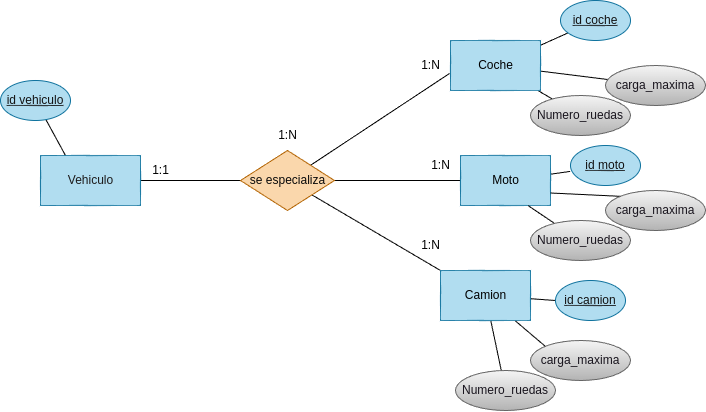 id coche
1:N
Coche
carga_maxima
id vehiculo
Numero_ruedas
1:N
1:1
1:N
id moto
Vehiculo
se especializa
Moto
carga_maxima
Numero_ruedas
1:N
Camion
id camion
carga_maxima
Numero_ruedas